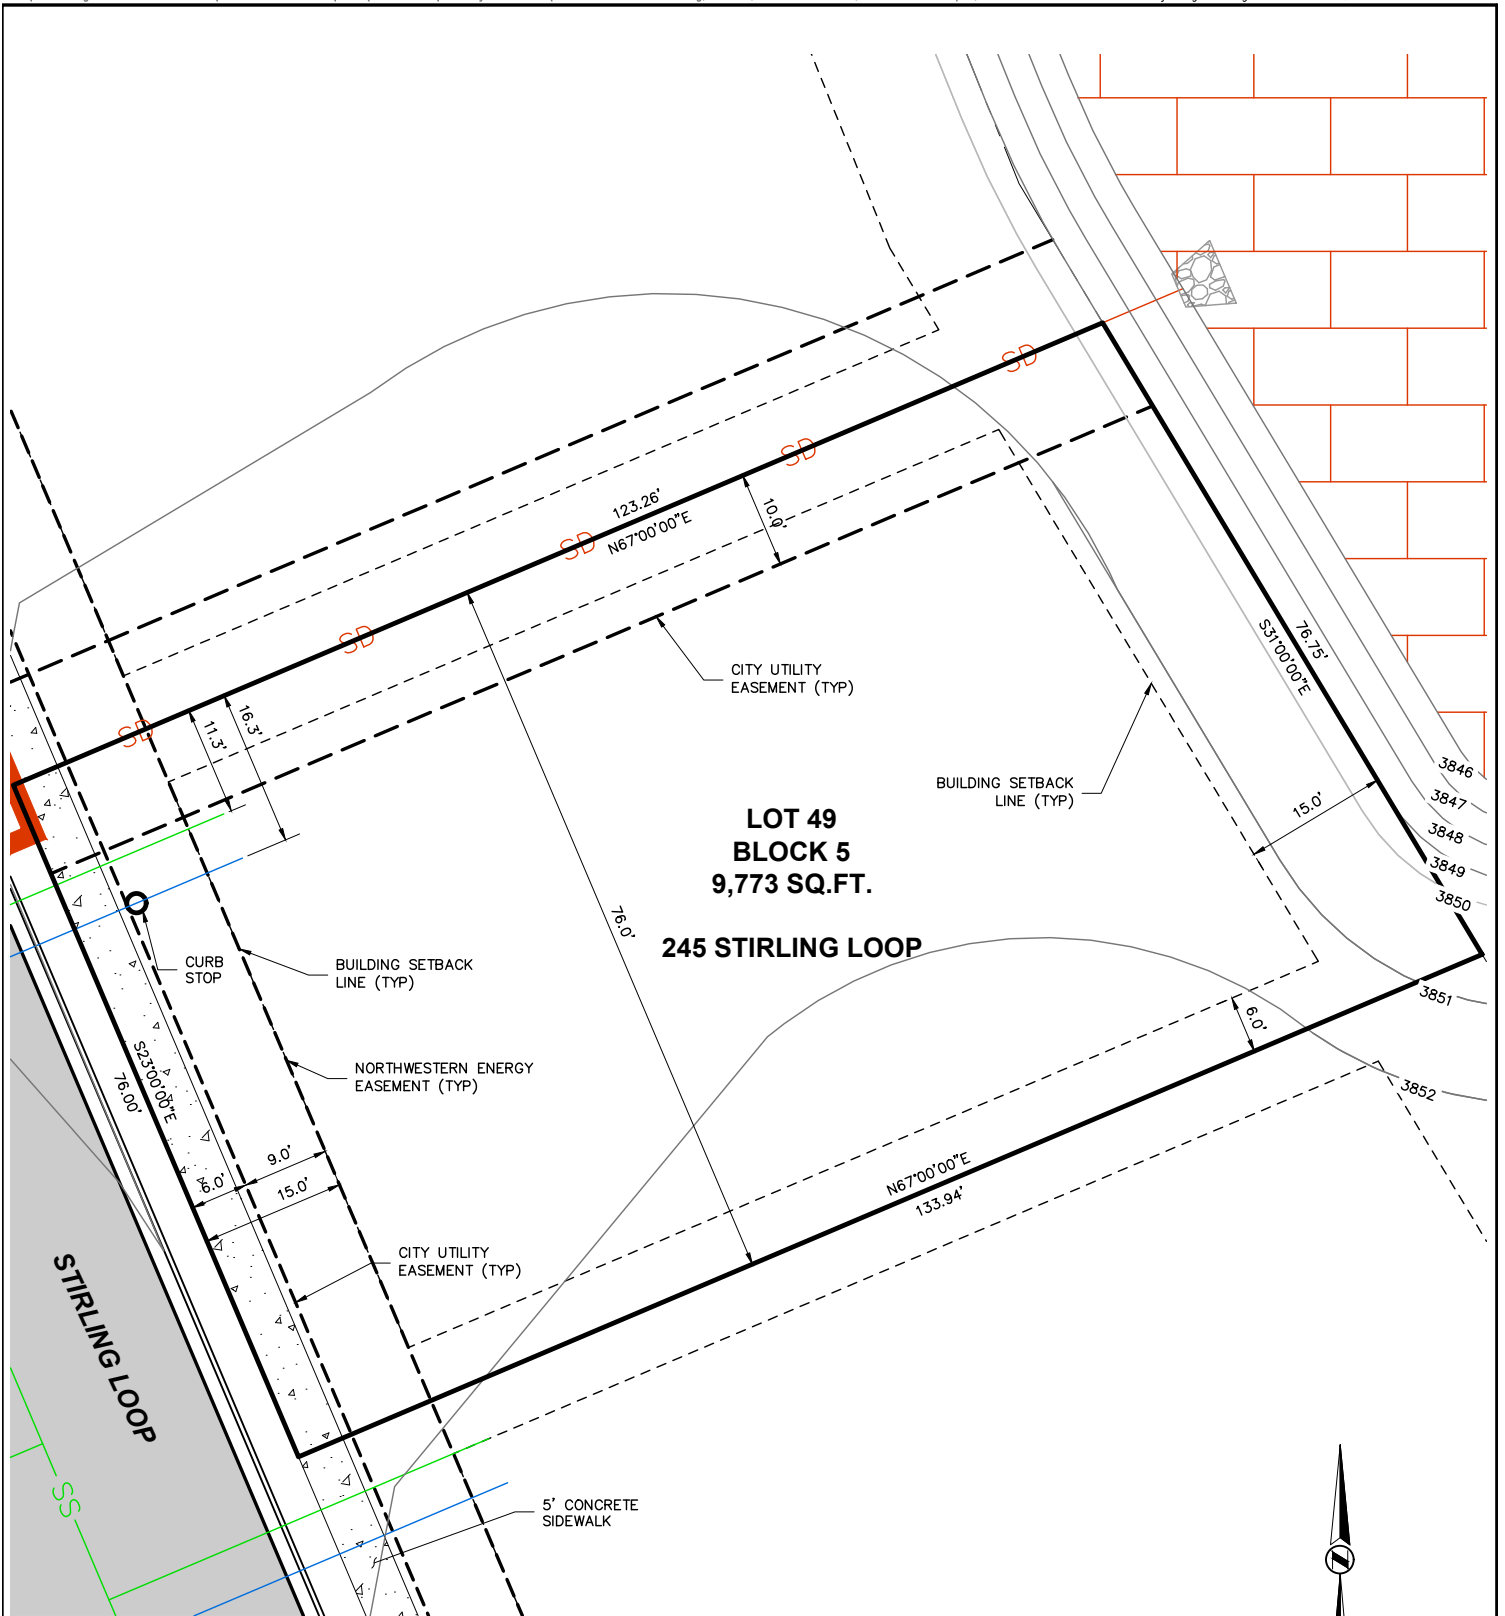 SD
SD
SD
SD
SD
123.26'
N67°00'00"E
10.0'
CITY UTILITY
EASEMENT (TYP)
76.75'
S31°00'00"E
11.3'
16.3'
BUILDING SETBACK
LINE (TYP)
15.0'
3846
3847
3848
3849
3850
3851
3852
LOT 49
BLOCK 5
9,773 SQ.FT.
245 STIRLING LOOP
76.0'
CURB
STOP
BUILDING SETBACK
LINE (TYP)
NORTHWESTERN ENERGY
EASEMENT (TYP)
S23°00'00"E
76.00'
6.0'
9.0'
15.0'
6.0'
N67°00'00"E
133.94'
CITY UTILITY
EASEMENT (TYP)
STIRLING LOOP
SS
5' CONCRETE
SIDEWALK